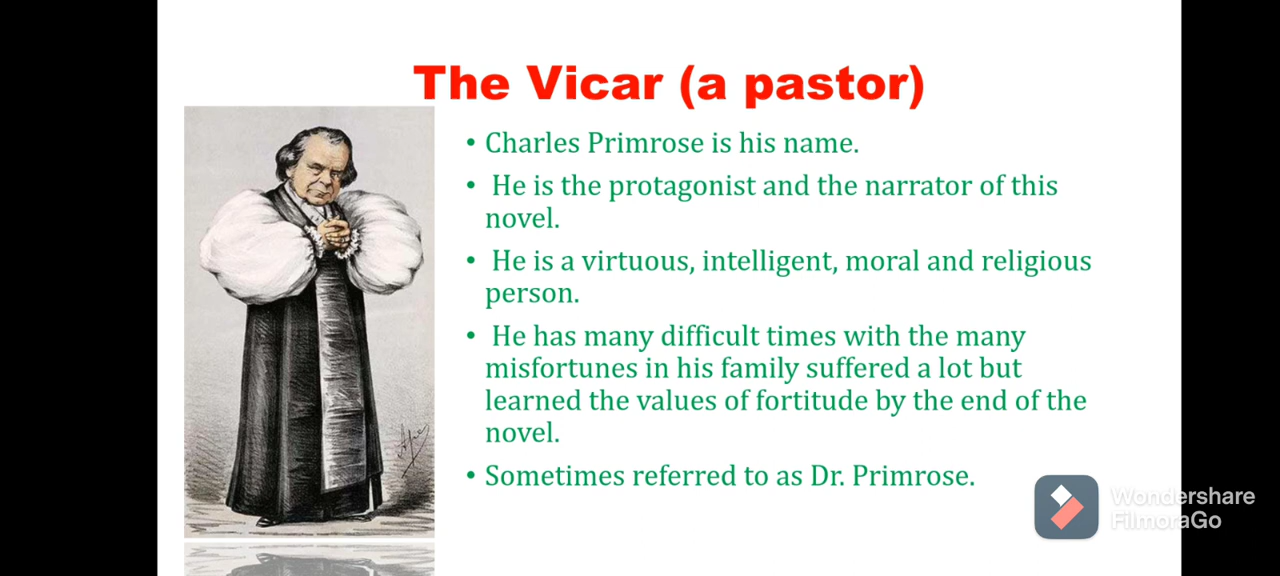 The Vicar (a pastor)
• Charles Primrose is his name.
• He is the protagonist and the narrator of this
novel.
• He is a virtuous, intelligent, moral and religious
person.
• He has many difficult times with the many
misfortunes in his family suffered a lot but
learned the values of fortitude by the end of the
novel.
• Sometimes referred to as Dr. Primrose.
Wondershare
FilmoraGo